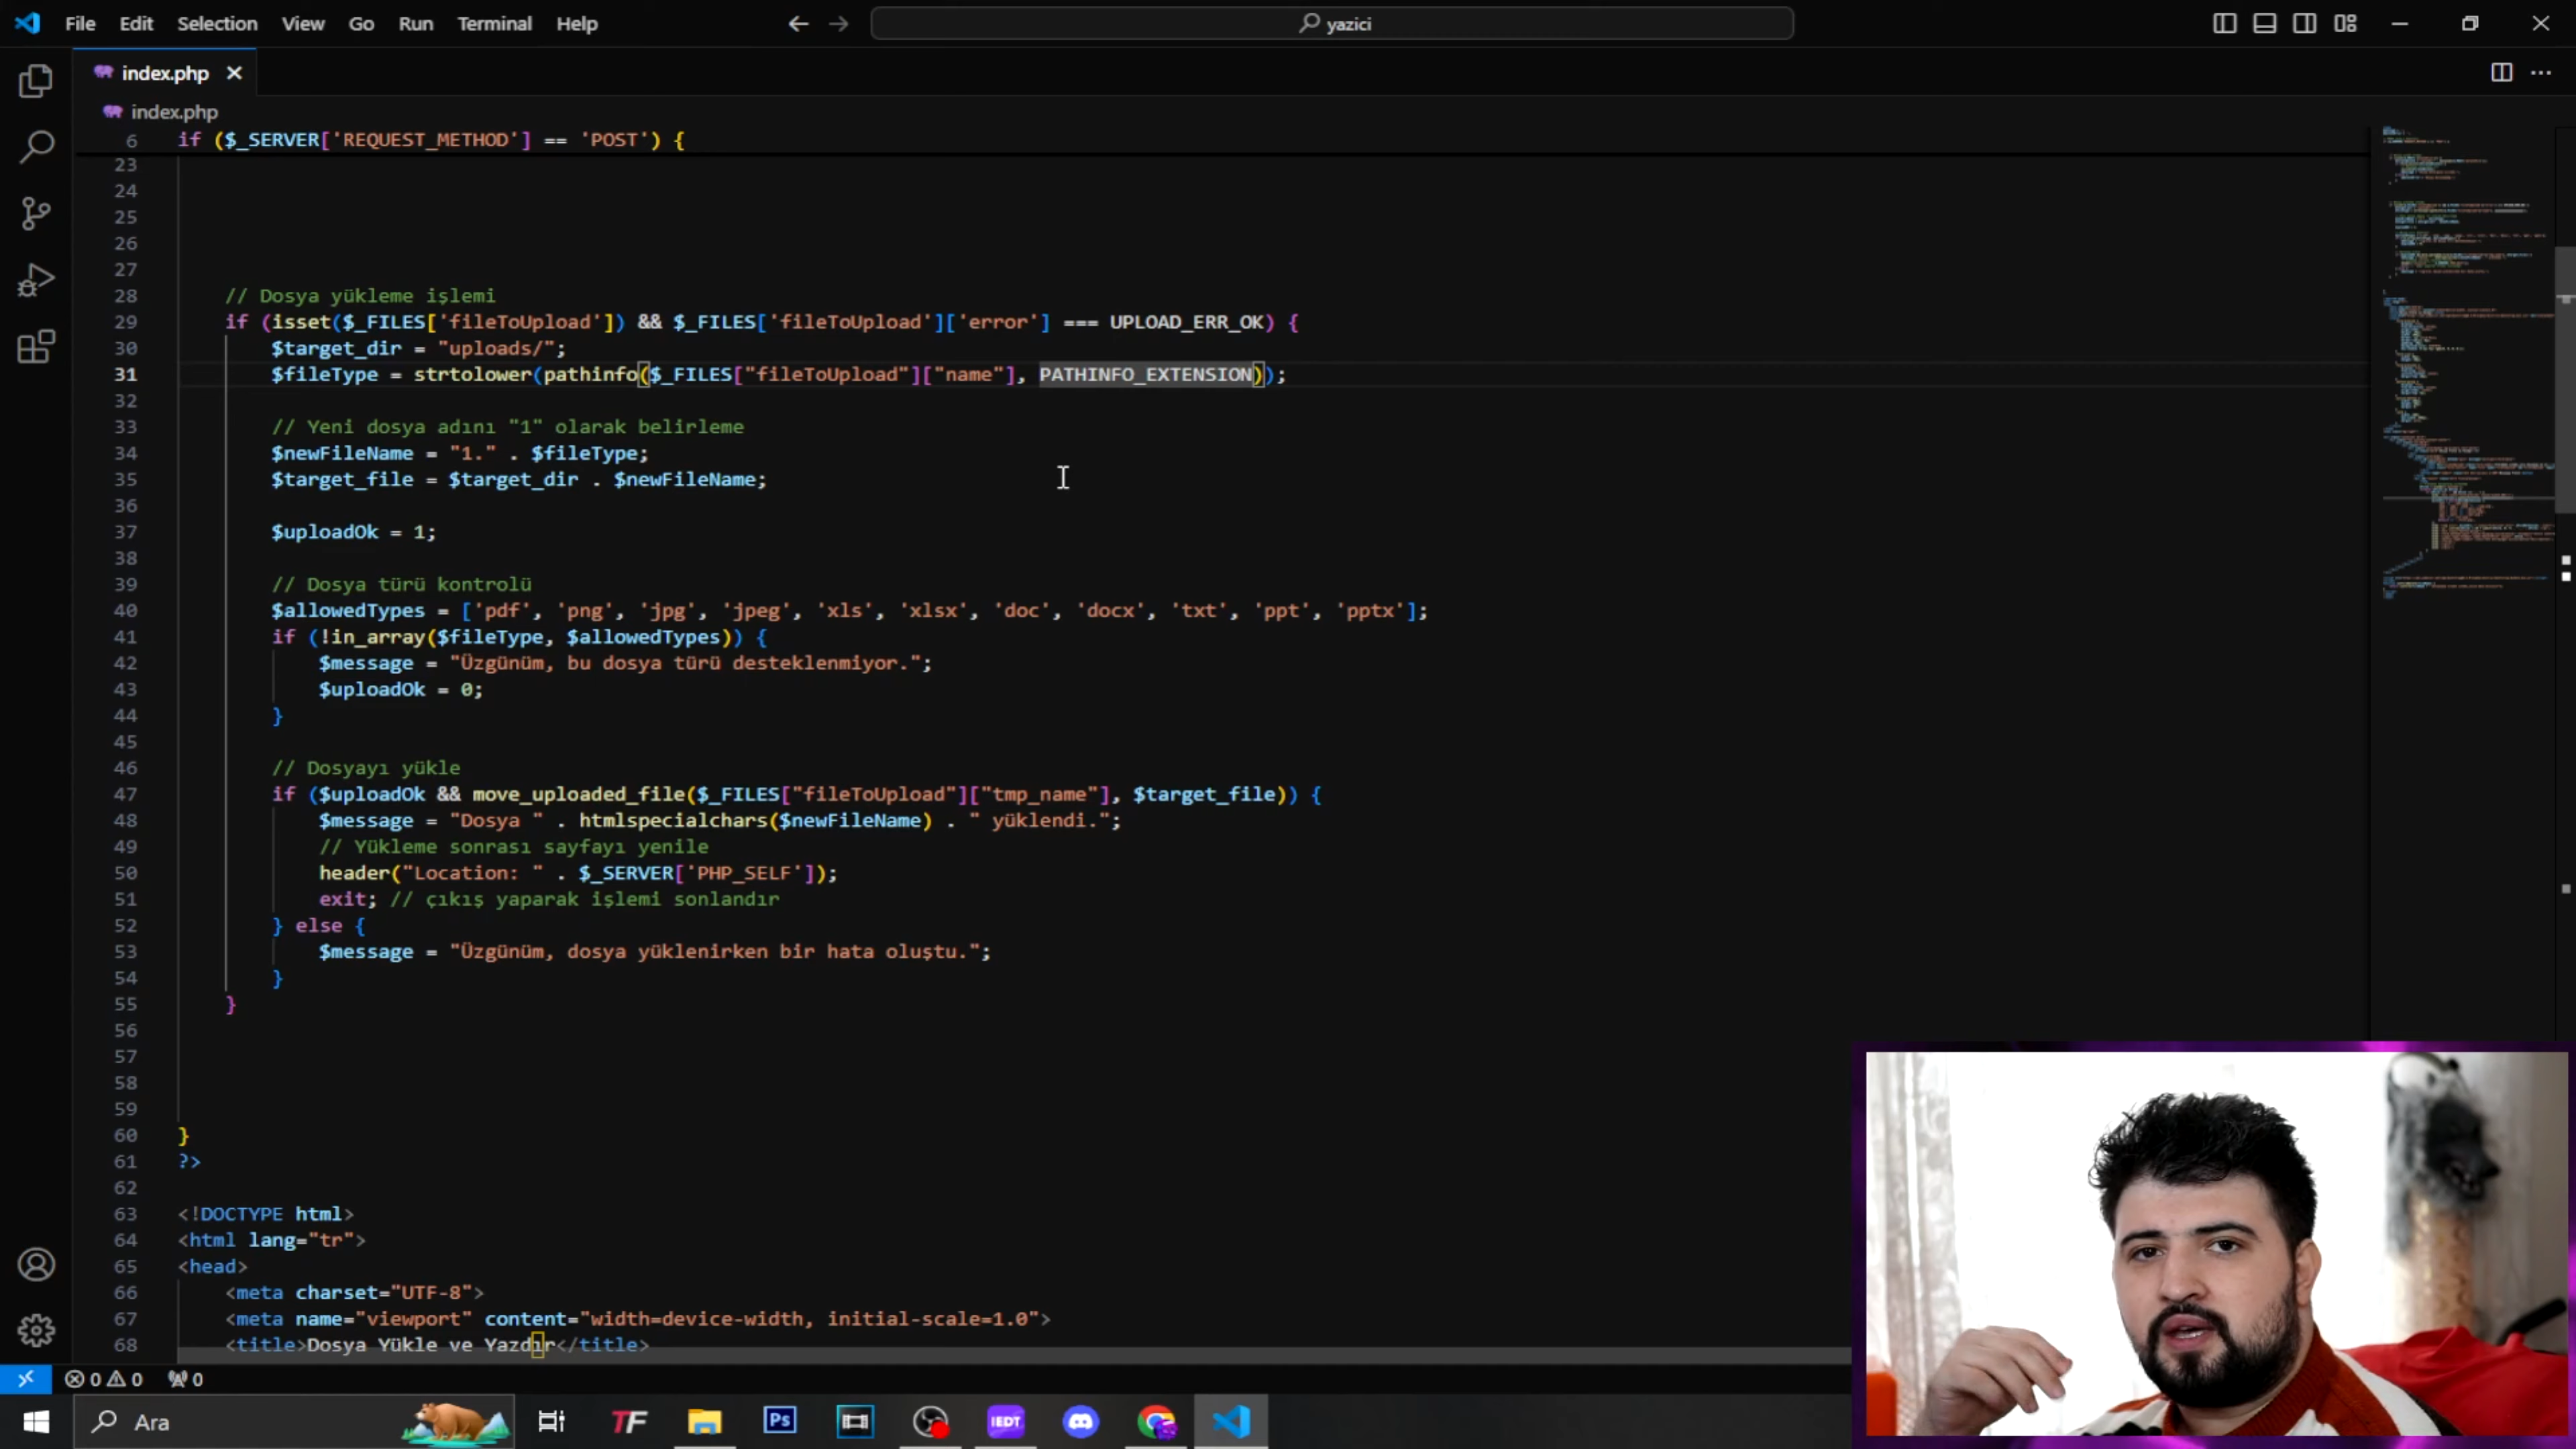 File Edit Selection View Go Run Terminal Help
yazici
index.php
index.php
6 if ($_SERVER['REQUEST_METHOD'] == 'POST') {
23
24
25
26
27
28 // Dosya yükleme işlemi
29 if (isset($_FILES['fileToUpload']) && $_FILES['fileToUpload']['error'] === UPLOAD_ERR_OK) {
30 $target_dir = "uploads/";
31 $fileType = strtolower(pathinfo($_FILES["fileToUpload"]["name"], PATHINFO_EXTENSION));
32
33 // Yeni dosya adını "1" olarak belirleme
34 $newFileName = "1." . $fileType;
35 $target_file = $target_dir . $newFileName;
36
37 $uploadOk = 1;
38
39 // Dosya türü kontrolü
40 $allowedTypes = ['pdf', 'png', 'jpg', 'jpeg', 'xls', 'xlsx', 'doc', 'docx', 'txt', 'ppt', 'pptx'];
41 if (!in_array($fileType, $allowedTypes)) {
42 $message = "Üzgünüm, bu dosya türü desteklenmiyor.";
43 $uploadOk = 0;
44 }
45
46 // Dosyayı yükle
47 if ($uploadOk && move_uploaded_file($_FILES["fileToUpload"]["tmp_name"], $target_file)) {
48 $message = "Dosya " . htmlspecialchars($newFileName) . " yüklendi.";
49 // Yükleme sonrası sayfayı yenile
50 header("Location: " . $_SERVER['PHP_SELF']);
51 exit; // çıkış yaparak işlemi sonlandır
52 } else {
53 $message = "Üzgünüm, dosya yüklenirken bir hata oluştu.";
54 }
55 }
56
57
58
59
60 }
61 ?>
62
63 <!DOCTYPE html>
64 <html lang="tr">
65 <head>
66 <meta charset="UTF-8">
67 <meta name="viewport" content="width=device-width, initial-scale=1.0">
68 <title>Dosya Yükle ve Yazdır</title>
0 0 0
Ara TF Ps IEDT